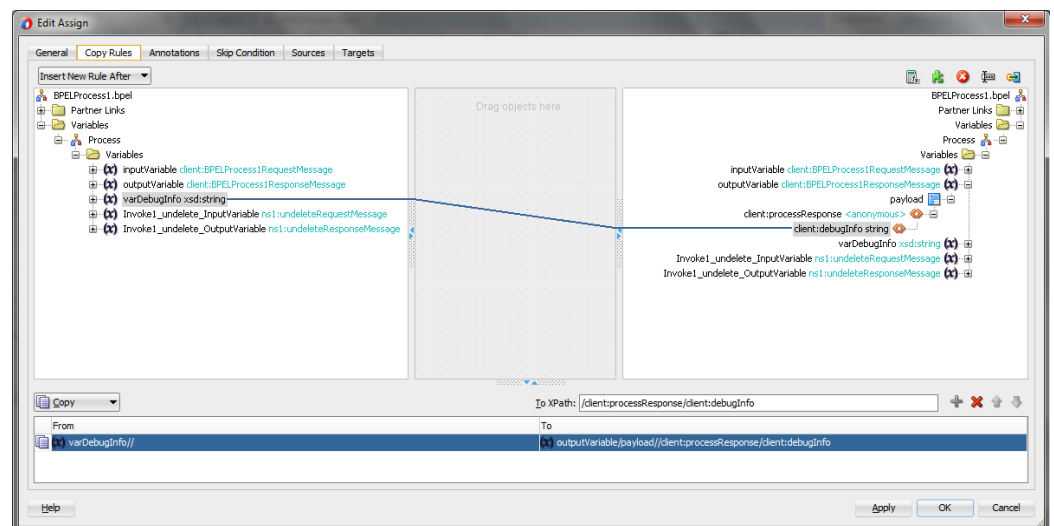 Edit Assign
General Copy Rules Annotations Skip Condition Sources Targets
Insert New Rule After
BPELProcess1.bpel
Partner Links
Variables
Process
Variables
inputVariable client:BPELProcess1RequestMessage
outputVariable client:BPELProcess1ResponseMessage
varDebugInfo xsd:string
Invoke1_undelete_InputVariable ns1:undeleteRequestMessage
Invoke1_undelete_OutputVariable ns1:undeleteResponseMessage
Drag objects here
BPELProcess1.bpel
Partner Links
Variables
Process
Variables
inputVariable client:BPELProcess1RequestMessage
outputVariable client:BPELProcess1ResponseMessage
payload
client:processResponse <anonymous>
client:debugInfo string
varDebugInfo xsd:string
Invoke1_undelete_InputVariable ns1:undeleteRequestMessage
Invoke1_undelete_OutputVariable ns1:undeleteResponseMessage
Copy To XPath: /client:processResponse/client:debugInfo
From To
varDebugInfo// outputVariable/payload//client:processResponse/client:debugInfo
Help Apply OK Cancel